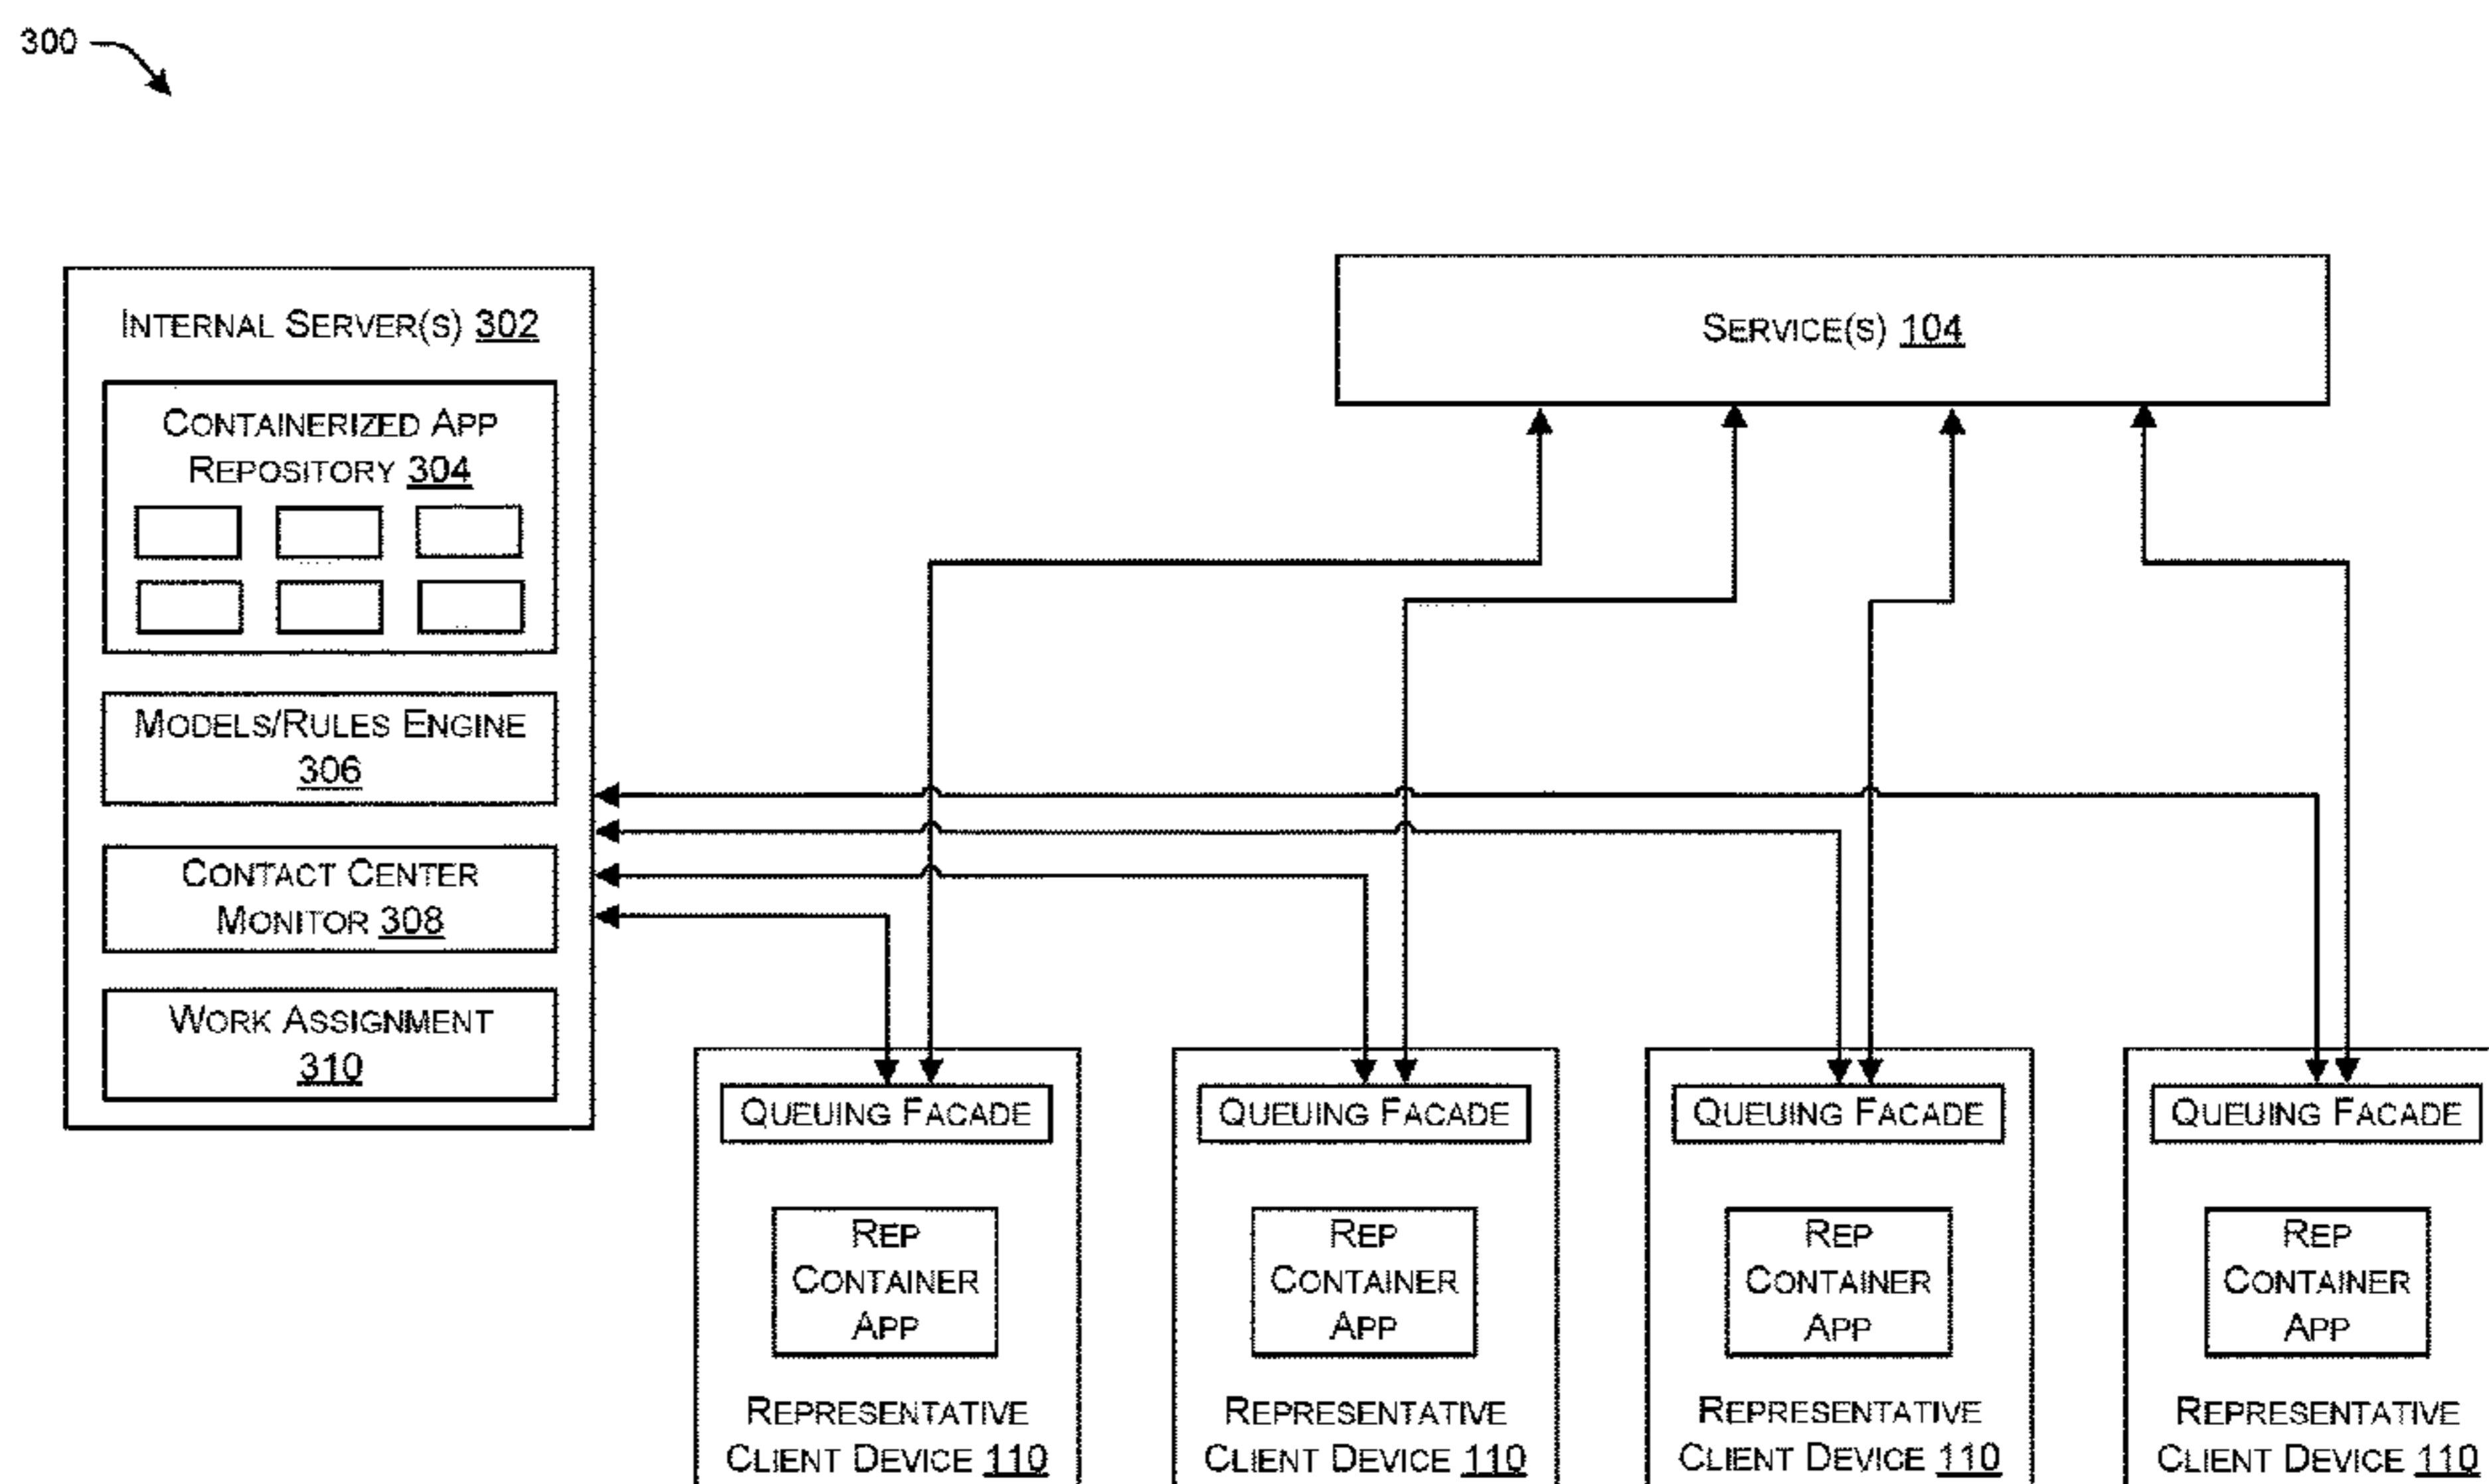 300
INTERNAL SERVER(S) 302
CONTAINERIZED APP
REPOSITORY 304
MODELS/RULES ENGINE
306
CONTACT CENTER
MONITOR 308
WORK ASSIGNMENT
310
SERVICE(S) 104
QUEUING FACADE
REP
CONTAINER
APP
REPRESENTATIVE
CLIENT DEVICE 110
QUEUING FACADE
REP
CONTAINER
APP
REPRESENTATIVE
CLIENT DEVICE 110
QUEUING FACADE
REP
CONTAINER
APP
REPRESENTATIVE
CLIENT DEVICE 110
QUEUING FACADE
REP
CONTAINER
APP
REPRESENTATIVE
CLIENT DEVICE 110